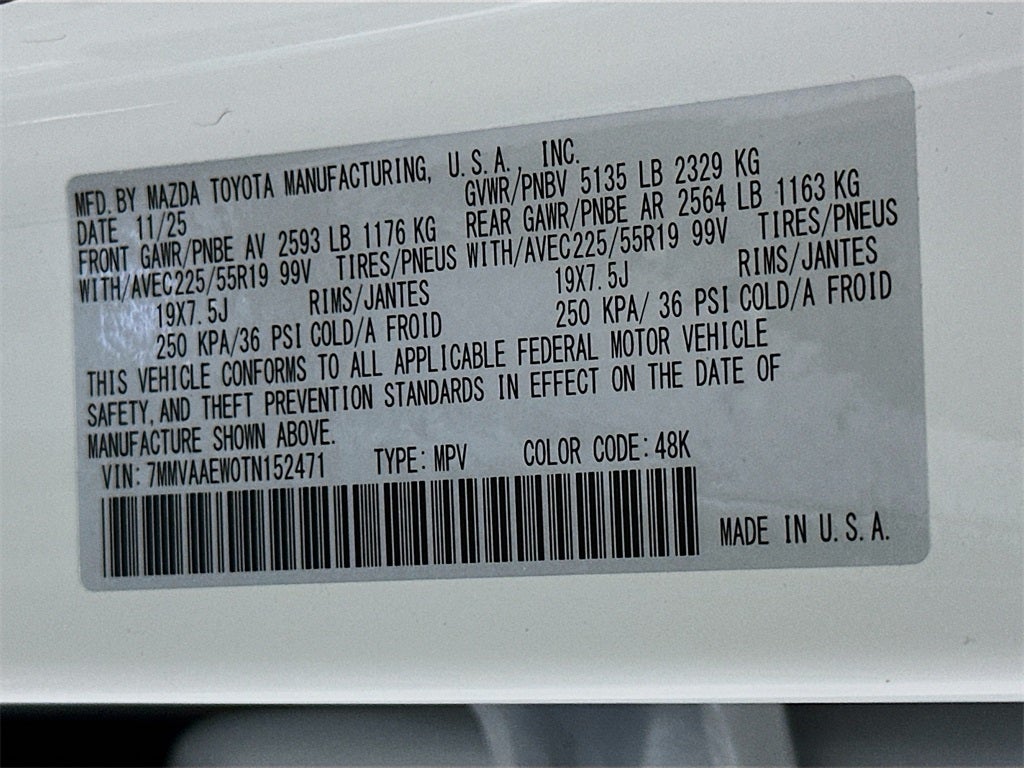 MFD. BY MAZDA TOYOTA MANUFACTURING, U.S.A., INC.
DATE 11/25 GVWR/PNBV 5135 LB 2329 KG
FRONT GAWR/PNBE AV 2593 LB 1176 KG REAR GAWR/PNBE AR 2564 LB 1163 KG
WITH/AVEC225/55R19 99V TIRES/PNEUS WITH/AVEC225/55R19 99V TIRES/PNEUS
19X7.5J RIMS/JANTES 19X7.5J RIMS/JANTES
250 KPA/36 PSI COLD/A FROID 250 KPA/ 36 PSI COLD/A FROID
THIS VEHICLE CONFORMS TO ALL APPLICABLE FEDERAL MOTOR VEHICLE
SAFETY, AND THEFT PREVENTION STANDARDS IN EFFECT ON THE DATE OF
MANUFACTURE SHOWN ABOVE.
VIN: 7MMVAAEW0TN152471 TYPE: MPV COLOR CODE: 48K
MADE IN U.S.A.